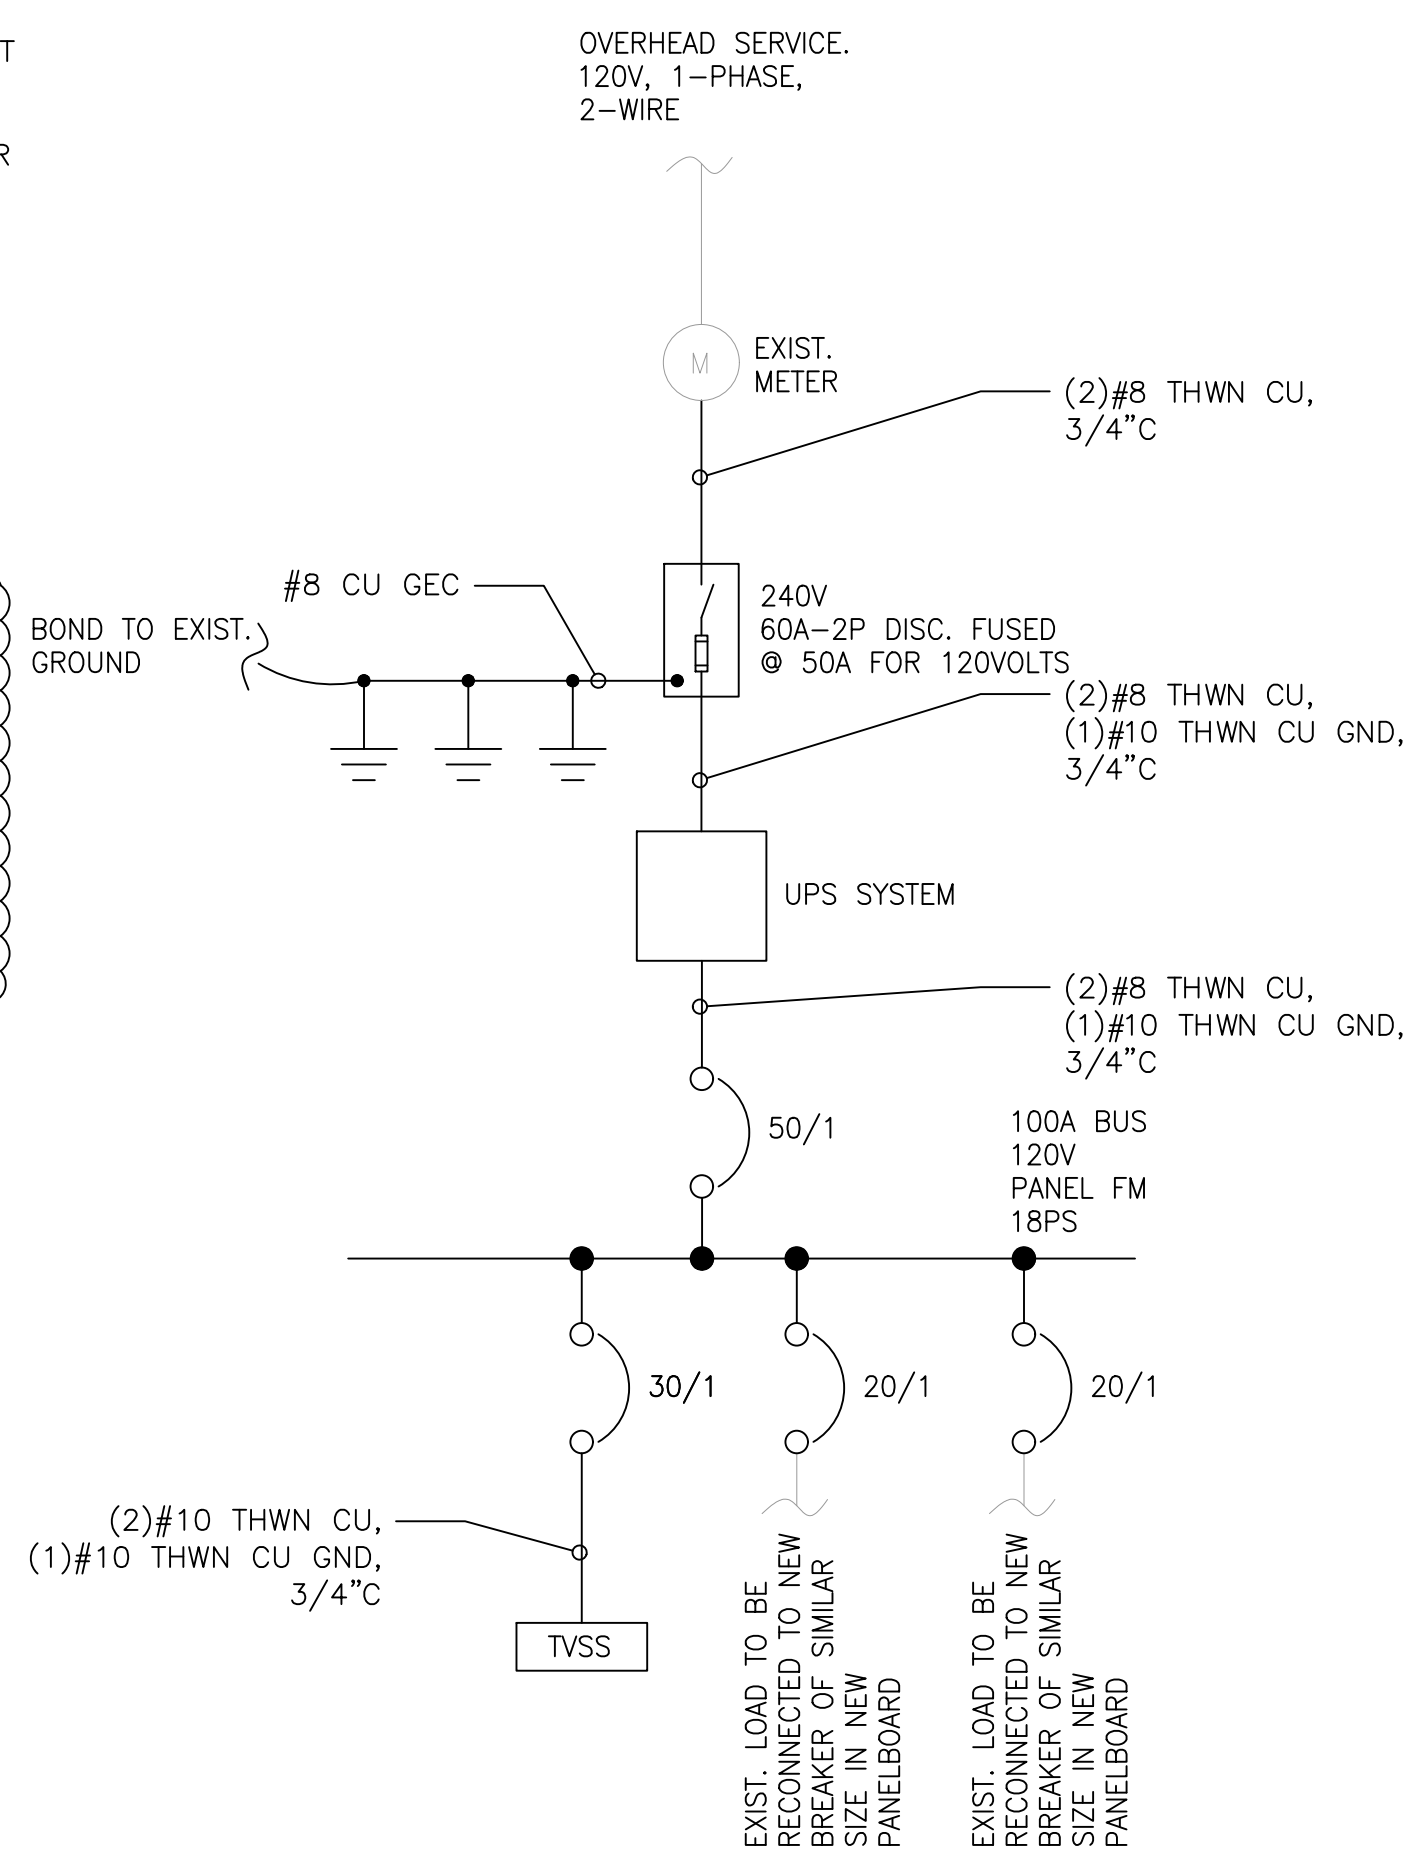 T
R
OVERHEAD SERVICE.
120V, 1-PHASE,
2-WIRE
M
EXIST.
METER
(2)#8 THWN CU,
3/4"C
#8 CU GEC
BOND TO EXIST.
GROUND
240V
60A-2P DISC. FUSED
@ 50A FOR 120VOLTS
(2)#8 THWN CU,
(1)#10 THWN CU GND,
3/4"C
UPS SYSTEM
(2)#8 THWN CU,
(1)#10 THWN CU GND,
3/4"C
50/1
100A BUS
120V
PANEL FM
18PS
30/1
20/1
20/1
(2)#10 THWN CU,
(1)#10 THWN CU GND,
3/4"C
TVSS
EXIST. LOAD TO BE
RECONNECTED TO NEW
BREAKER OF SIMILAR
SIZE IN NEW
PANELBOARD
EXIST. LOAD TO BE
RECONNECTED TO NEW
BREAKER OF SIMILAR
SIZE IN NEW
PANELBOARD